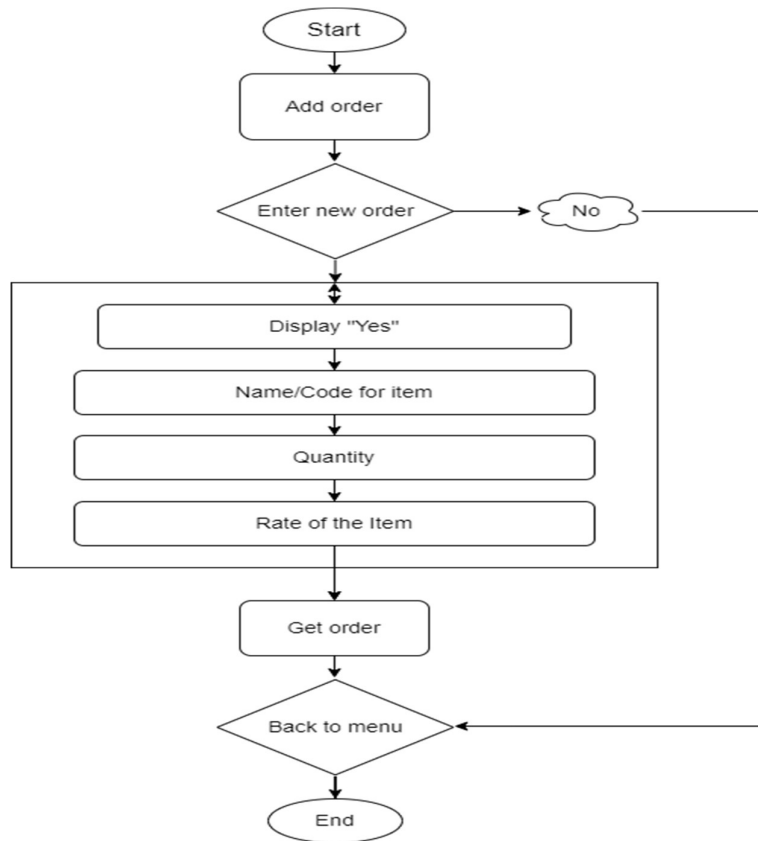 Start
Add order
Enter new order
No
Display "Yes"
Name/Code for item
Quantity
Rate of the Item
Get order
Back to menu
End